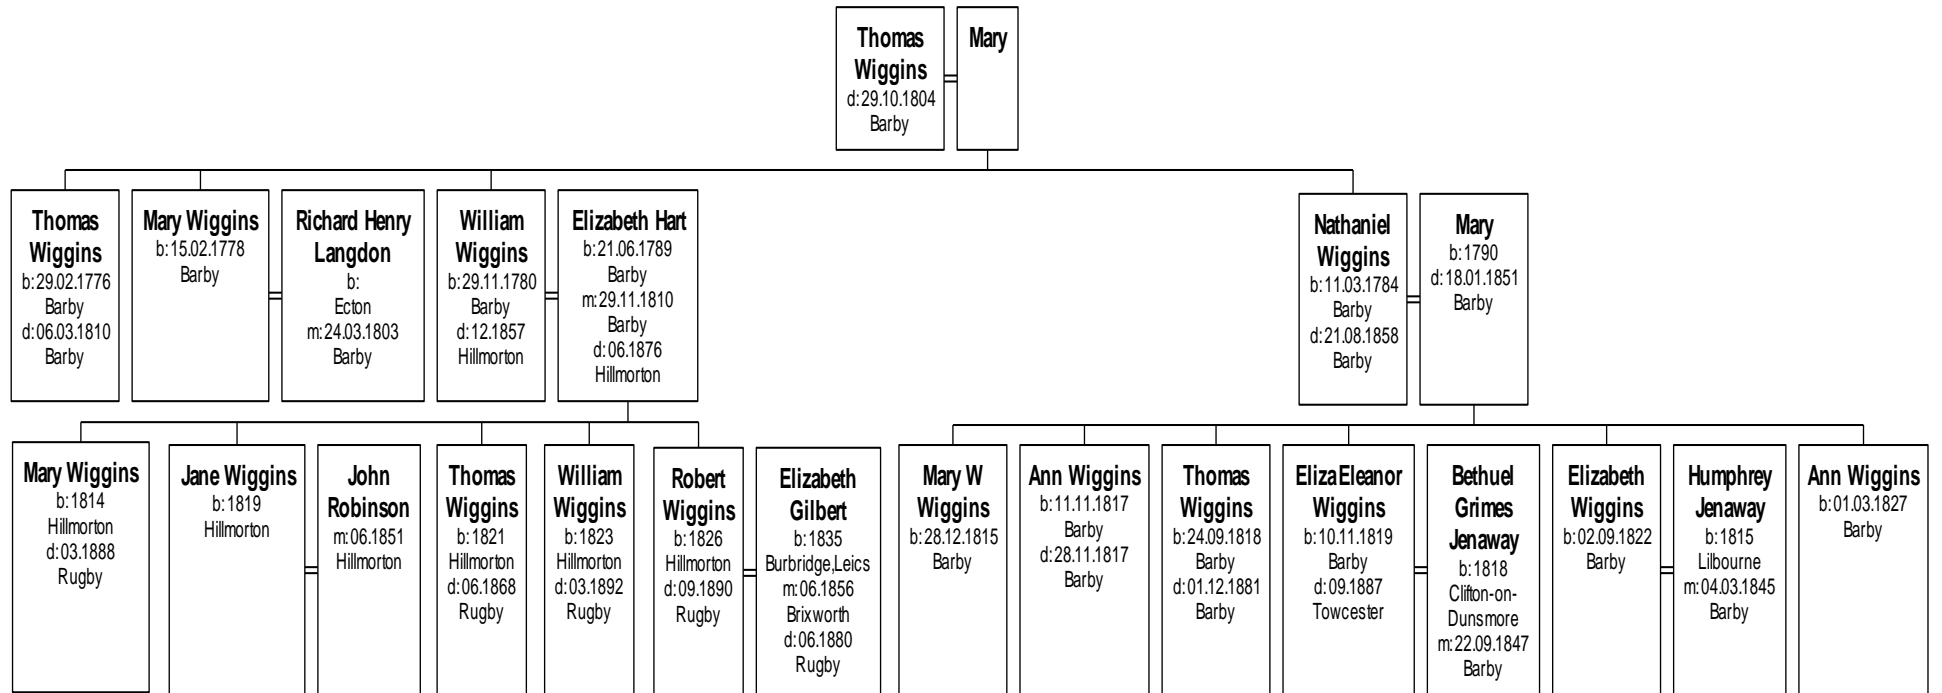 Thomas
Wiggins
d:29.10.1804
Barby
Mary
Thomas
Wiggins
b:29.02.1776
Barby
d:06.03.1810
Barby
Mary Wiggins
b:15.02.1778
Barby
Richard Henry
Langdon
b:
Ecton
m:24.03.1803
Barby
William
Wiggins
b:29.11.1780
Barby
d:12.1857
Hillmorton
Elizabeth Hart
b:21.06.1789
Barby
m:29.11.1810
Barby
d:06.1876
Hillmorton
Nathaniel
Wiggins
b:11.03.1784
Barby
d:21.08.1858
Barby
Mary
b:1790
d:18.01.1851
Barby
Mary Wiggins
b:1814
Hillmorton
d:03.1888
Rugby
Jane Wiggins
b:1819
Hillmorton
John
Robinson
m:06.1851
Hillmorton
Thomas
Wiggins
b:1821
Hillmorton
d:06.1868
Rugby
William
Wiggins
b:1823
Hillmorton
d:03.1892
Rugby
Robert
Wiggins
b:1826
Hillmorton
d:09.1890
Rugby
Elizabeth
Gilbert
b:1835
Burbridge,Leics
m:06.1856
Brixworth
d:06.1880
Rugby
Mary W
Wiggins
b:28.12.1815
Barby
Ann Wiggins
b:11.11.1817
Barby
d:28.11.1817
Barby
Thomas
Wiggins
b:24.09.1818
Barby
d:01.12.1881
Barby
Eliza Eleanor
Wiggins
b:10.11.1819
Barby
d:09.1887
Towcester
Bethuel
Grimes
Jenaway
b:1818
Clifton-on-
Dunsmore
m:22.09.1847
Barby
Elizabeth
Wiggins
b:02.09.1822
Barby
Humphrey
Jenaway
b:1815
Lilbourne
m:04.03.1845
Barby
Ann Wiggins
b:01.03.1827
Barby